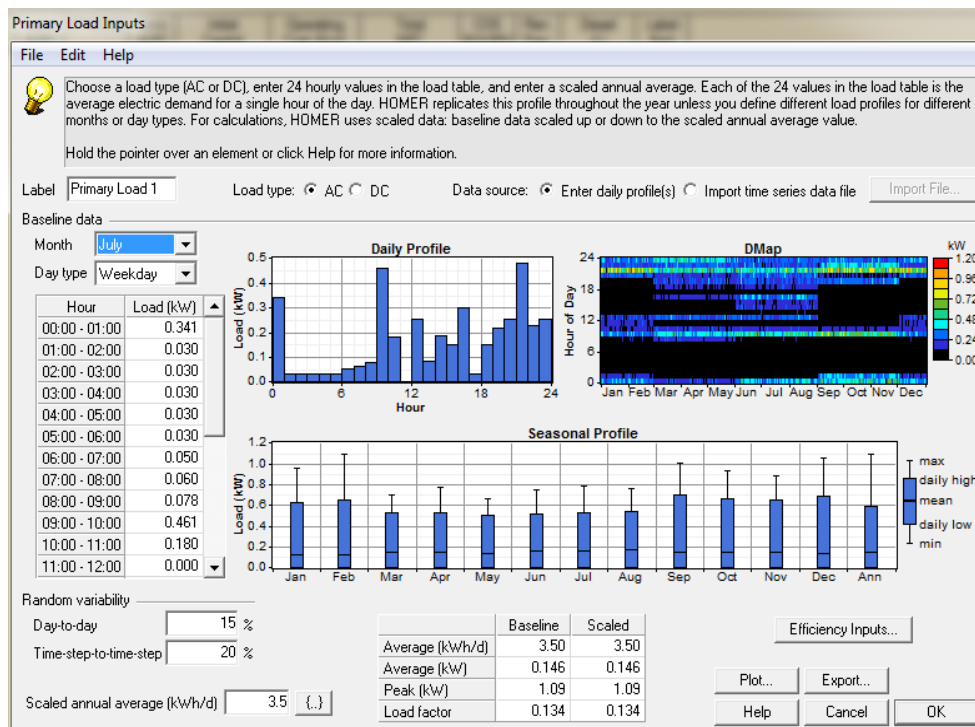 Primary Load Inputs
File Edit Help
Choose a load type (AC or DC), enter 24 hourly values in the load table, and enter a scaled annual average. Each of the 24 values in the load table is the
average electric demand for a single hour of the day. HOMER replicates this profile throughout the year unless you define different load profiles for different
months or day types. For calculations, HOMER uses scaled data: baseline data scaled up or down to the scaled annual average value.
Hold the pointer over an element or click Help for more information.
Label Primary Load 1 Load type: AC DC Data source: Enter daily profile(s) Import time series data file Import File...
Baseline data
Month July
Day type Weekday
Hour Load (kW)
00:00 - 01:00 0.341
01:00 - 02:00 0.030
02:00 - 03:00 0.030
03:00 - 04:00 0.030
04:00 - 05:00 0.030
05:00 - 06:00 0.030
06:00 - 07:00 0.050
07:00 - 08:00 0.060
08:00 - 09:00 0.078
09:00 - 10:00 0.461
10:00 - 11:00 0.180
11:00 - 12:00 0.000
Daily Profile
Load (kW)
0.5
0.4
0.3
0.2
0.1
0.0
0 6 12 18 24
Hour
DMap
Hour of Day
24
18
12
6
0
Jan Feb Mar Apr May Jun Jul Aug Sep Oct Nov Dec
kW
1.20
0.96
0.72
0.48
0.24
0.00
Seasonal Profile
Load (kW)
1.2
1.0
0.8
0.6
0.4
0.2
0.0
Jan Feb Mar Apr May Jun Jul Aug Sep Oct Nov Dec Ann
max
daily high
mean
daily low
min
Random variability
Day-to-day 15 %
Time-step-to-time-step 20 %
Scaled annual average (kWh/d) 3.5 {..}
Baseline Scaled
Average (kWh/d) 3.50 3.50
Average (kW) 0.146 0.146
Peak (kW) 1.09 1.09
Load factor 0.134 0.134
Efficiency Inputs...
Plot... Export...
Help Cancel OK